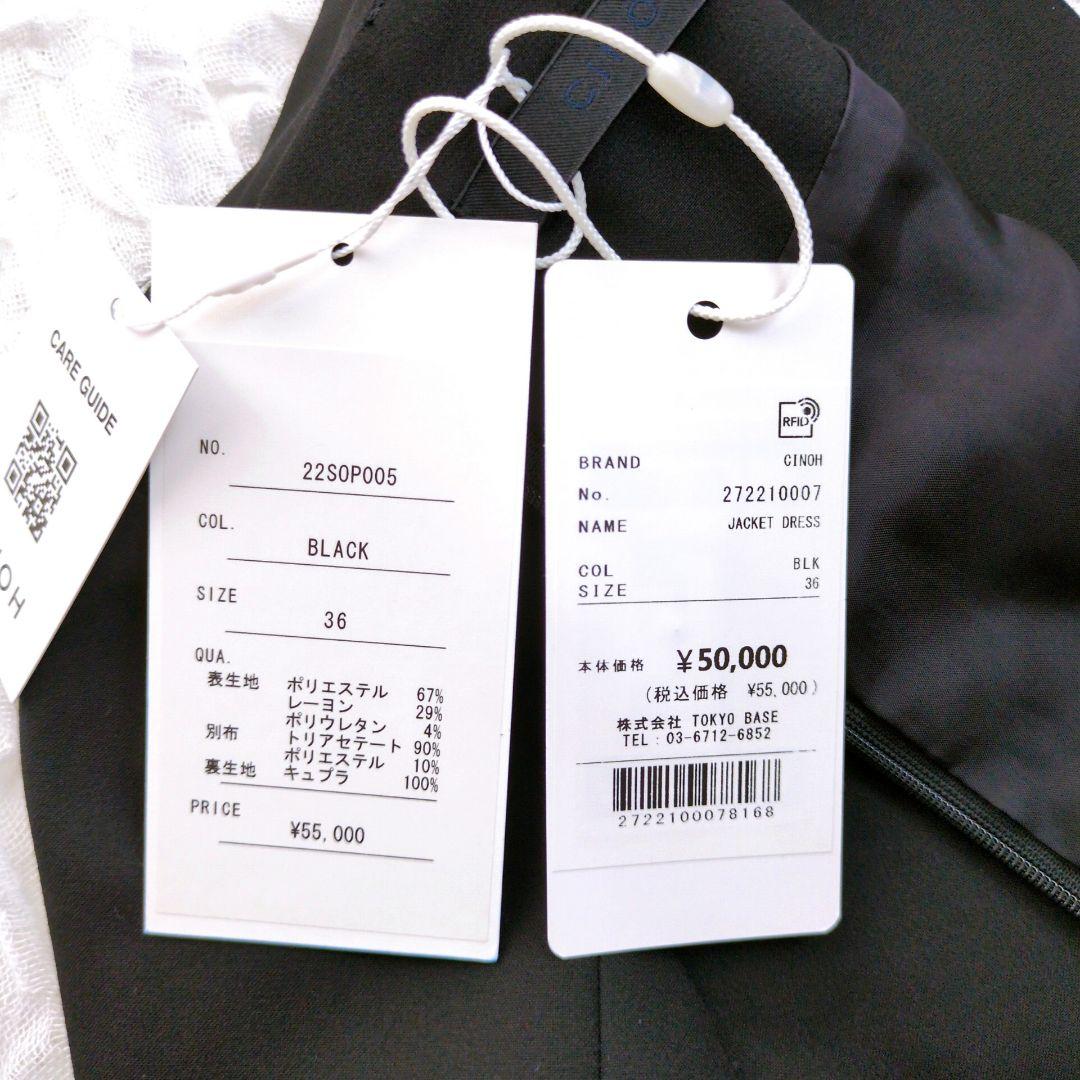 CARE GUIDE
NO.
22SOP005
COL.
BLACK
SIZE
36
QUA.
表生地 ポリエステル 67%
レーヨン 29%
ポリウレタン 4%
別布 トリアセテート 90%
ポリエステル 10%
裏生地 キュプラ 100%
PRICE
¥55,000
RFID
BRAND CINOH
No. 272210007
NAME JACKET DRESS
COL BLK
SIZE 36
本体価格 ¥50,000
(税込価格 ¥55,000)
株式会社 TOKYO BASE
TEL:03-6712-6852
2722100078168